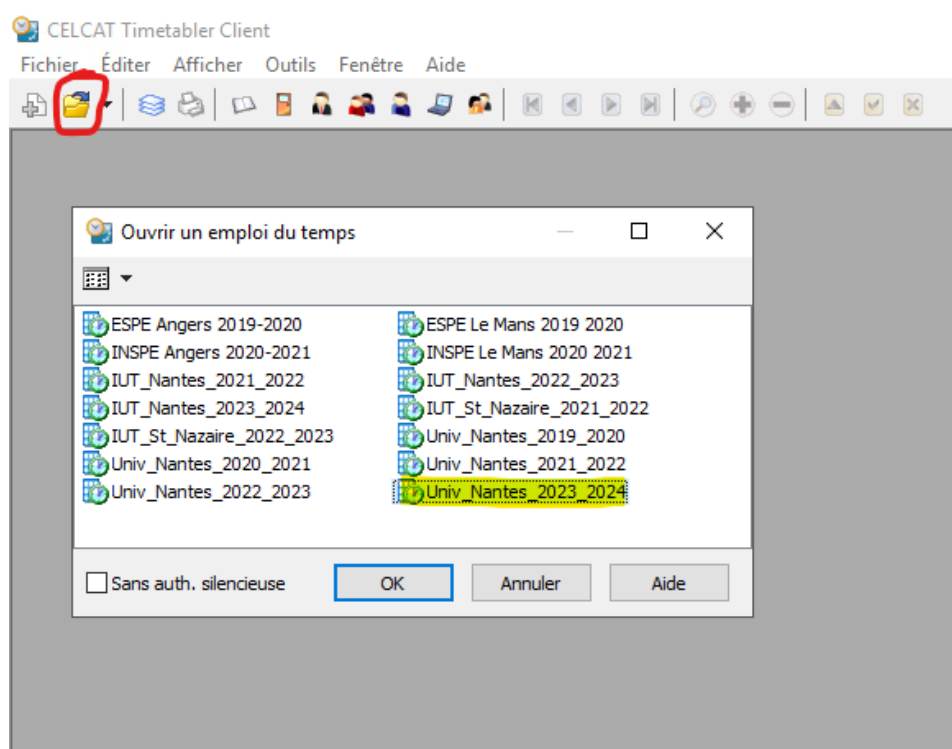 CELCAT Timetabler Client
Fichier Éditer Afficher Outils Fenêtre Aide
Ouvrir un emploi du temps
ESPE Angers 2019-2020 ESPE Le Mans 2019 2020
INSPE Angers 2020-2021 INSPE Le Mans 2020 2021
IUT_Nantes_2021_2022 IUT_Nantes_2022_2023
IUT_Nantes_2023_2024 IUT_St_Nazaire_2021_2022
IUT_St_Nazaire_2022_2023 Univ_Nantes_2019_2020
Univ_Nantes_2020_2021 Univ_Nantes_2021_2022
Univ_Nantes_2022_2023 Univ_Nantes_2023_2024
Sans auth. silencieuse OK Annuler Aide